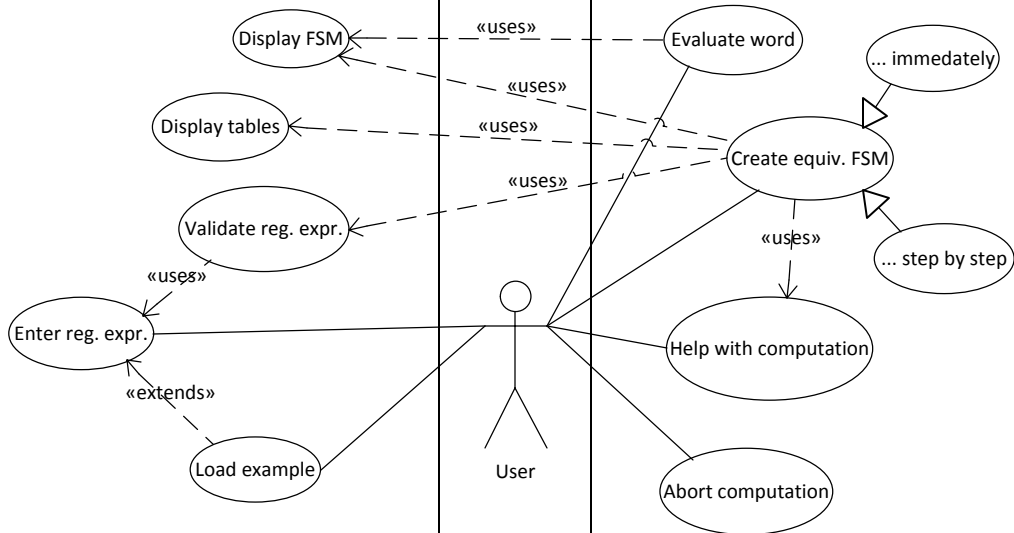 Display FSM
«uses»
Evaluate word
... immedately
«uses»
Display tables
«uses»
Create equiv. FSM
«uses»
Validate reg. expr.
«uses»
... step by step
«uses»
Enter reg. expr.
Help with computation
«extends»
Load example
User
Abort computation